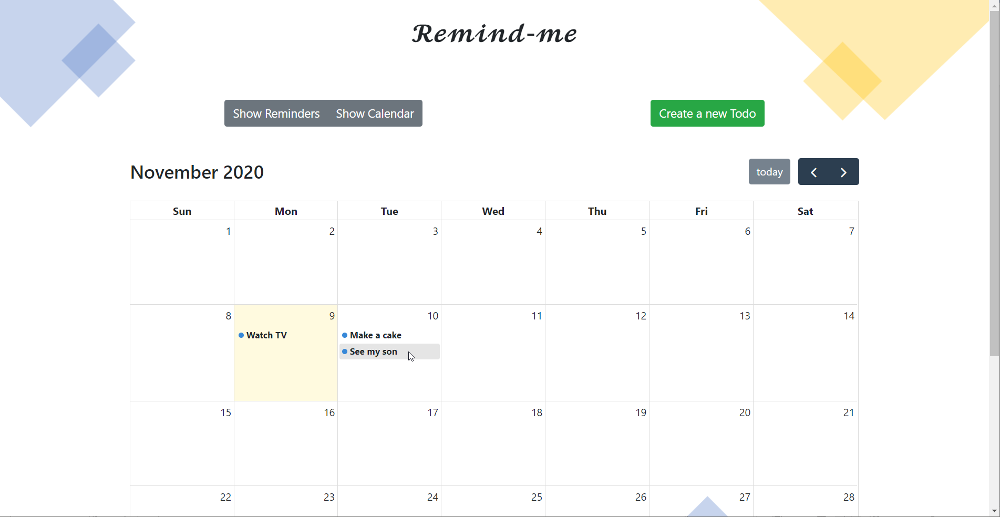 Remind-me
Show Reminders Show Calendar
Create a new Todo
November 2020
today
Sun Mon Tue Wed Thu Fri Sat
1 2 3 4 5 6 7
8 9 10 11 12 13 14
Watch TV Make a cake
See my son
15 16 17 18 19 20 21
22 23 24 25 26 27 28